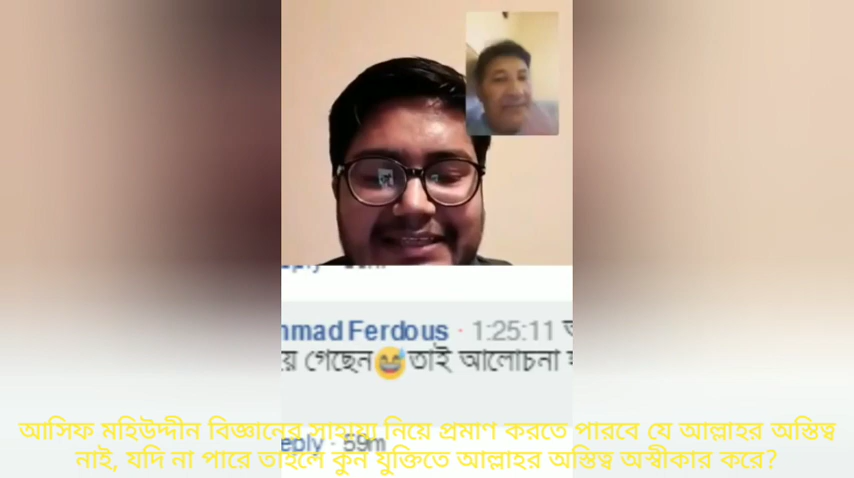 mmad Ferdous · 1:25:11
য়ে গেছেন😅তাই আলোচনা
আসিফ মহিউদ্দীন বিজ্ঞানের সাহায্য নিয়ে প্রমাণ করতে পারবে যে আল্লাহর অস্তিত্ব
eply · 59m
নাই, যদি না পারে তাহলে কুন যুক্তিতে আল্লাহর অস্তিত্ব অস্বীকার করে?